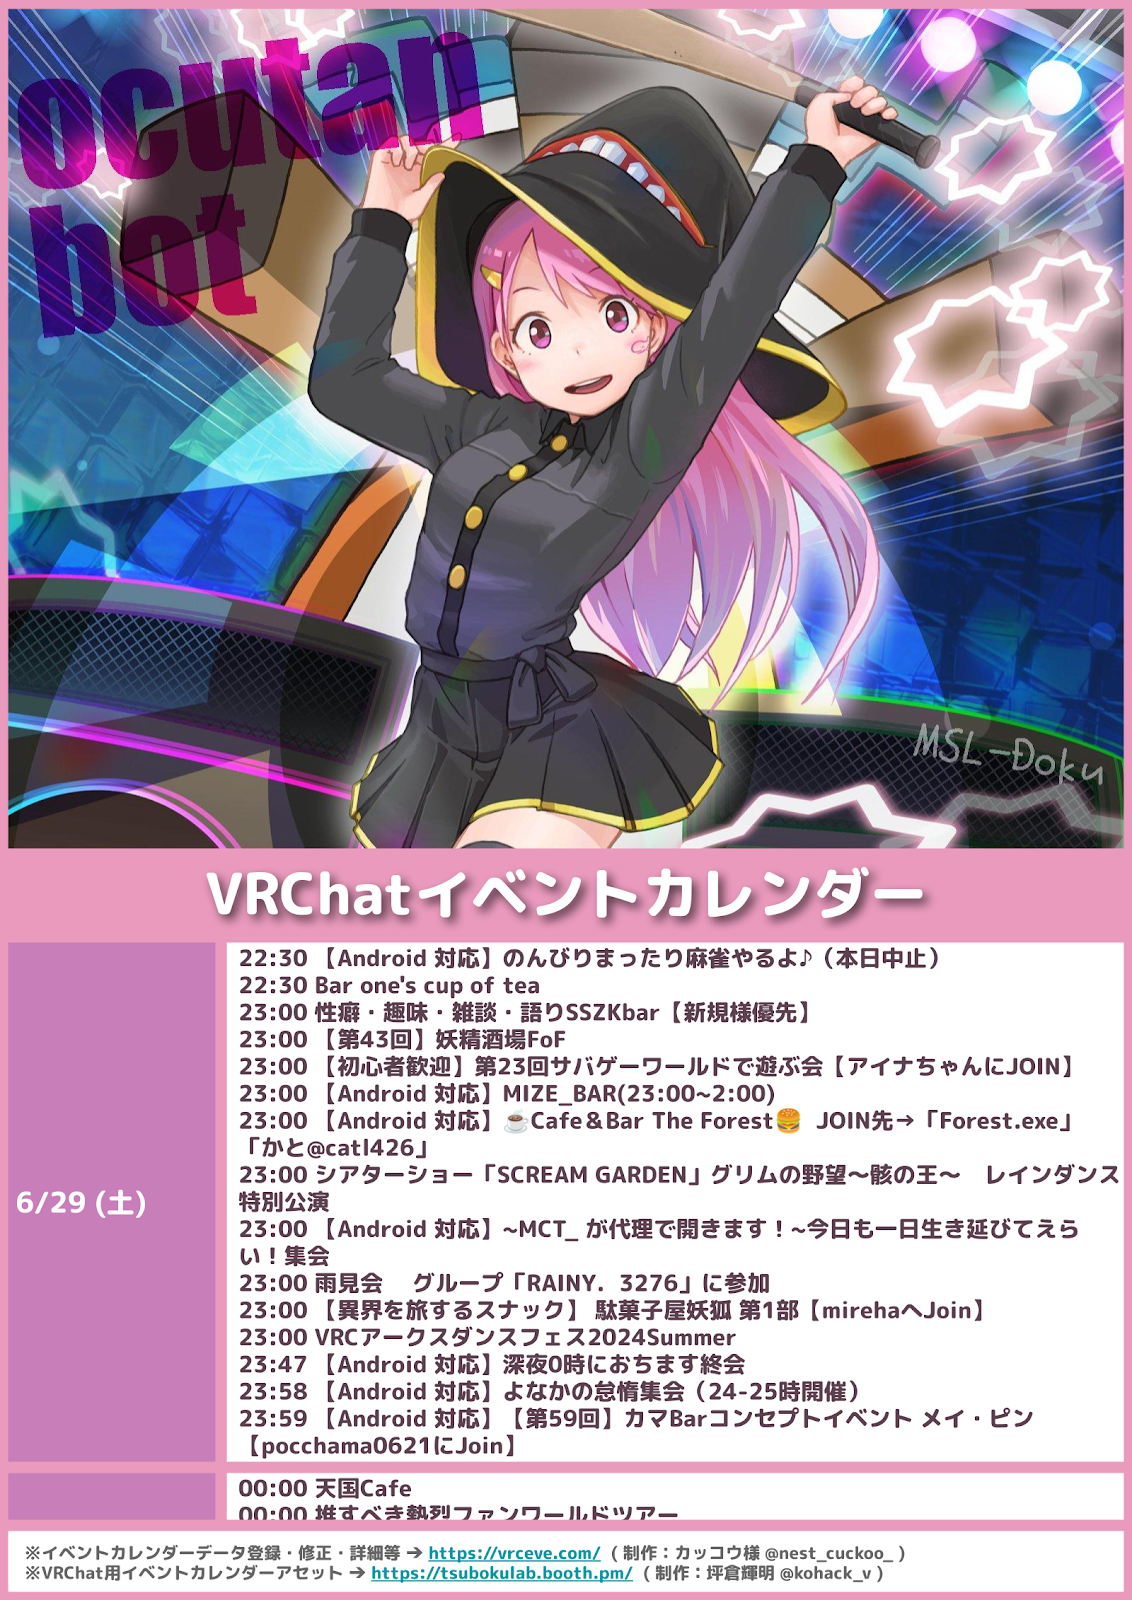 ocutan
bot
MSL-Doku
VRChatイベントカレンダー
6/29 (土)
22:30 【Android 対応】のんびりまったり麻雀やるよ♪（本日中止）
22:30 Bar one's cup of tea
23:00 性癖・趣味・雑談・語りSSZKbar【新規様優先】
23:00 【第43回】妖精酒場FoF
23:00 【初心者歓迎】第23回サバゲーワールドで遊ぶ会【アイナちゃんにJOIN】
23:00 【Android 対応】MIZE_BAR(23:00~2:00)
23:00 【Android 対応】☕Cafe＆Bar The Forest🍔 JOIN先→「Forest.exe」
「かと@catl426」
23:00 シアターショー「SCREAM GARDEN」グリムの野望～骸の王～　レインダンス
特別公演
23:00 【Android 対応】~MCT_ が代理で開きます！~今日も一日生き延びてえら
い！集会
23:00 雨見会　グループ「RAINY．3276」に参加
23:00 【異界を旅するスナック】 駄菓子屋妖狐 第1部【mirehaへJoin】
23:00 VRCアークスダンスフェス2024Summer
23:47 【Android 対応】深夜0時におちます終会
23:58 【Android 対応】よなかの怠惰集会（24-25時開催）
23:59 【Android 対応】【第59回】カマBarコンセプトイベント メイ・ピン
【pocchama0621にJoin】
00:00 天国Cafe
00:00 推すべき熱烈ファンワールドツアー
※イベントカレンダーデータ登録・修正・詳細等 → https://vrceve.com/ ( 制作：カッコウ様 @nest_cuckoo_ )
※VRChat用イベントカレンダーアセット → https://tsubokulab.booth.pm/ ( 制作：坪倉輝明 @kohack_v )